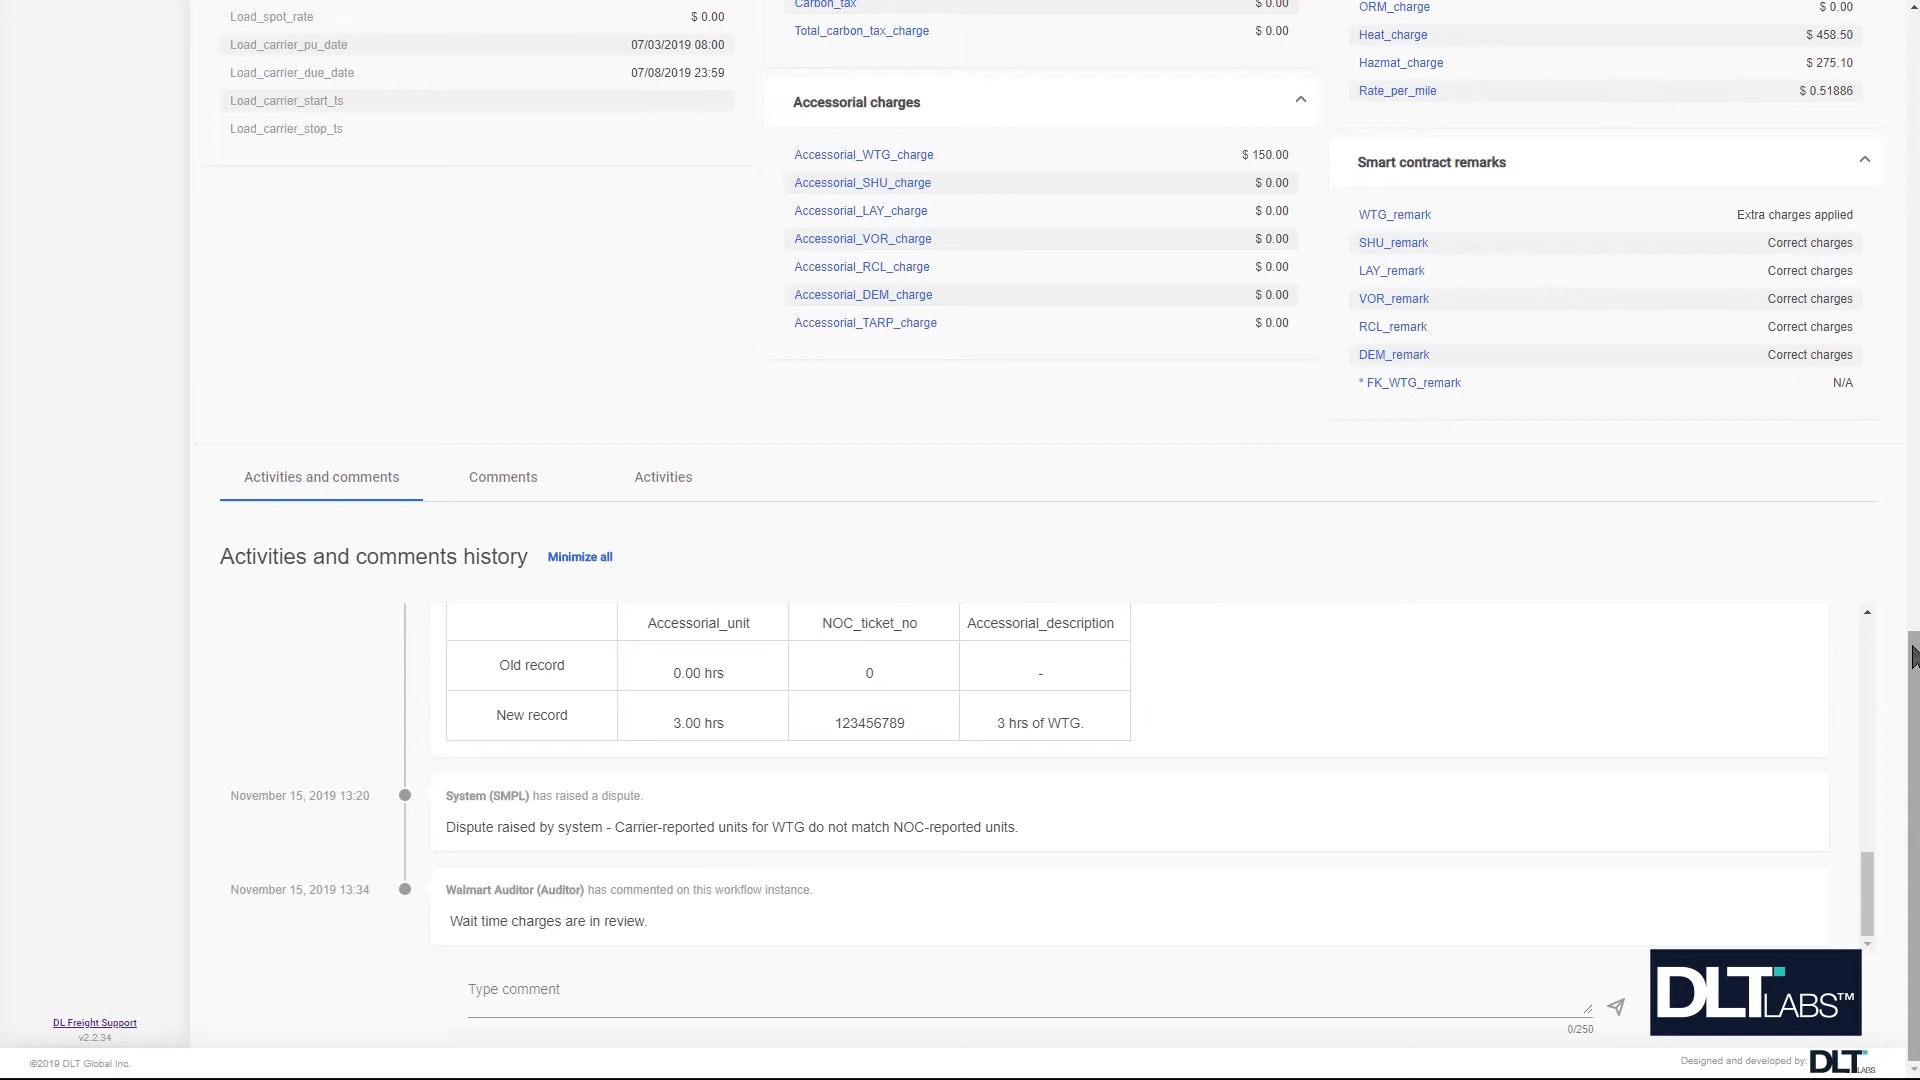 Load_spot_rate $ 0.00
Load_carrier_pu_date 07/03/2019 08:00
Load_carrier_due_date 07/08/2019 23:59
Load_carrier_start_ts
Load_carrier_stop_ts
Carbon_tax $ 0.00
Total_carbon_tax_charge $ 0.00
Accessorial charges
Accessorial_WTG_charge $ 150.00
Accessorial_SHU_charge $ 0.00
Accessorial_LAY_charge $ 0.00
Accessorial_VOR_charge $ 0.00
Accessorial_RCL_charge $ 0.00
Accessorial_DEM_charge $ 0.00
Accessorial_TARP_charge $ 0.00
ORM_charge $ 0.00
Heat_charge $ 458.50
Hazmat_charge $ 275.10
Rate_per_mile $ 0.51886
Smart contract remarks
WTG_remark Extra charges applied
SHU_remark Correct charges
LAY_remark Correct charges
VOR_remark Correct charges
RCL_remark Correct charges
DEM_remark Correct charges
* FK_WTG_remark N/A
Activities and comments Comments Activities
Activities and comments history Minimize all
Accessorial_unit NOC_ticket_no Accessorial_description
Old record 0.00 hrs 0 -
New record 3.00 hrs 123456789 3 hrs of WTG.
November 15, 2019 13:20 System (SMPL) has raised a dispute.
Dispute raised by system - Carrier-reported units for WTG do not match NOC-reported units.
November 15, 2019 13:34 Walmart Auditor (Auditor) has commented on this workflow instance.
Wait time charges are in review.
Type comment
0/250
DLT LABS™
DL Freight Support
v2.2.34
©2019 DLT Global Inc.
Designed and developed by: DLT LABS